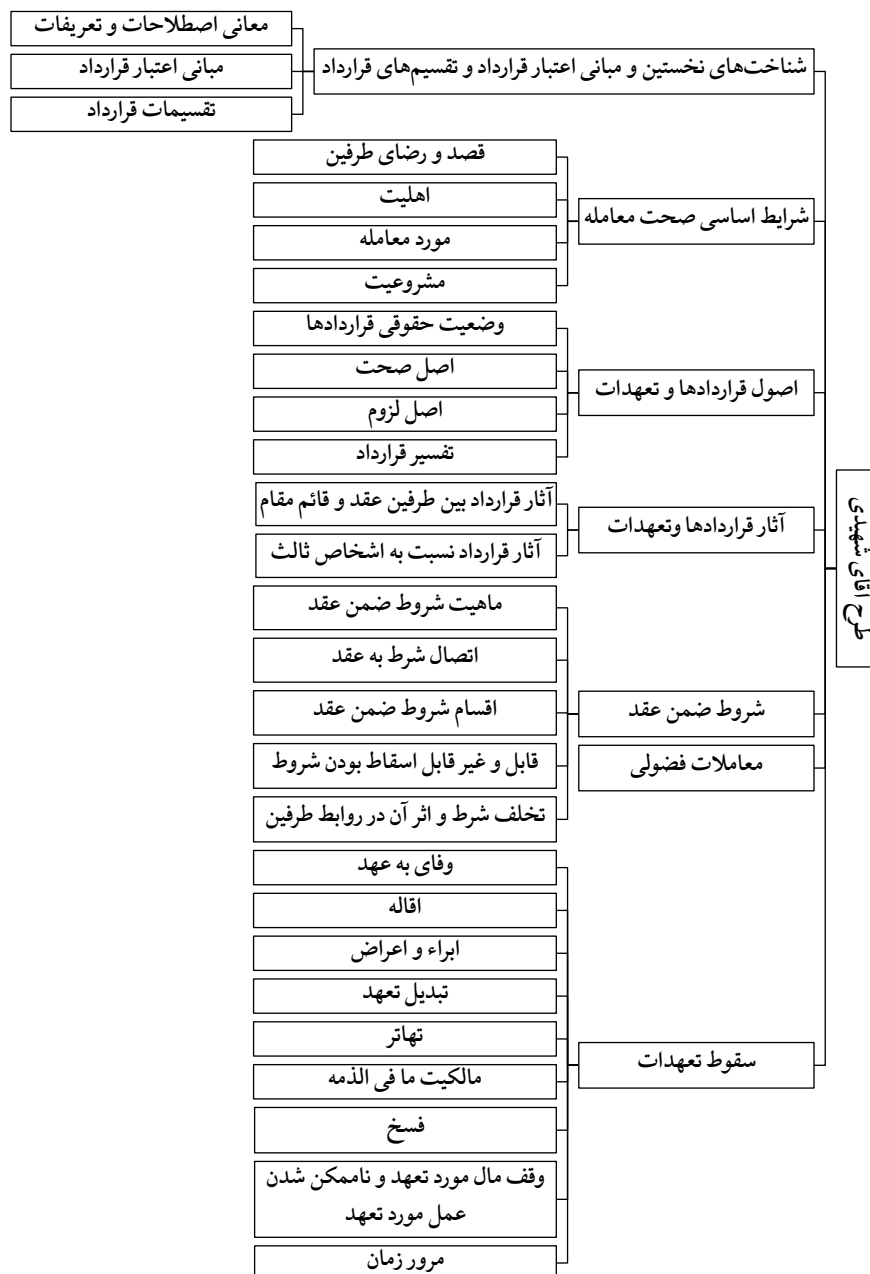 طرح اقای شهیدی
شناخت‌های نخستین و مبانی اعتبار قرارداد و تقسیم‌های قرارداد
معانی اصطلاحات و تعریفات
مبانی اعتبار قرارداد
تقسیمات قرارداد
شرایط اساسی صحت معامله
قصد و رضای طرفین
اهلیت
مورد معامله
مشروعیت
اصول قراردادها و تعهدات
وضعیت حقوقی قراردادها
اصل صحت
اصل لزوم
تفسیر قرارداد
آثار قراردادها وتعهدات
آثار قرارداد بین طرفین عقد و قائم مقام
آثار قرارداد نسبت به اشخاص ثالث
شروط ضمن عقد
ماهیت شروط ضمن عقد
اتصال شرط به عقد
اقسام شروط ضمن عقد
قابل و غیر قابل اسقاط بودن شروط
تخلف شرط و اثر آن در روابط طرفین
معاملات فضولی
سقوط تعهدات
وفای به عهد
اقاله
ابراء و اعراض
تبدیل تعهد
تهاتر
مالکیت ما فی الذمه
فسخ
وقف مال مورد تعهد و ناممکن شدن
عمل مورد تعهد
مرور زمان